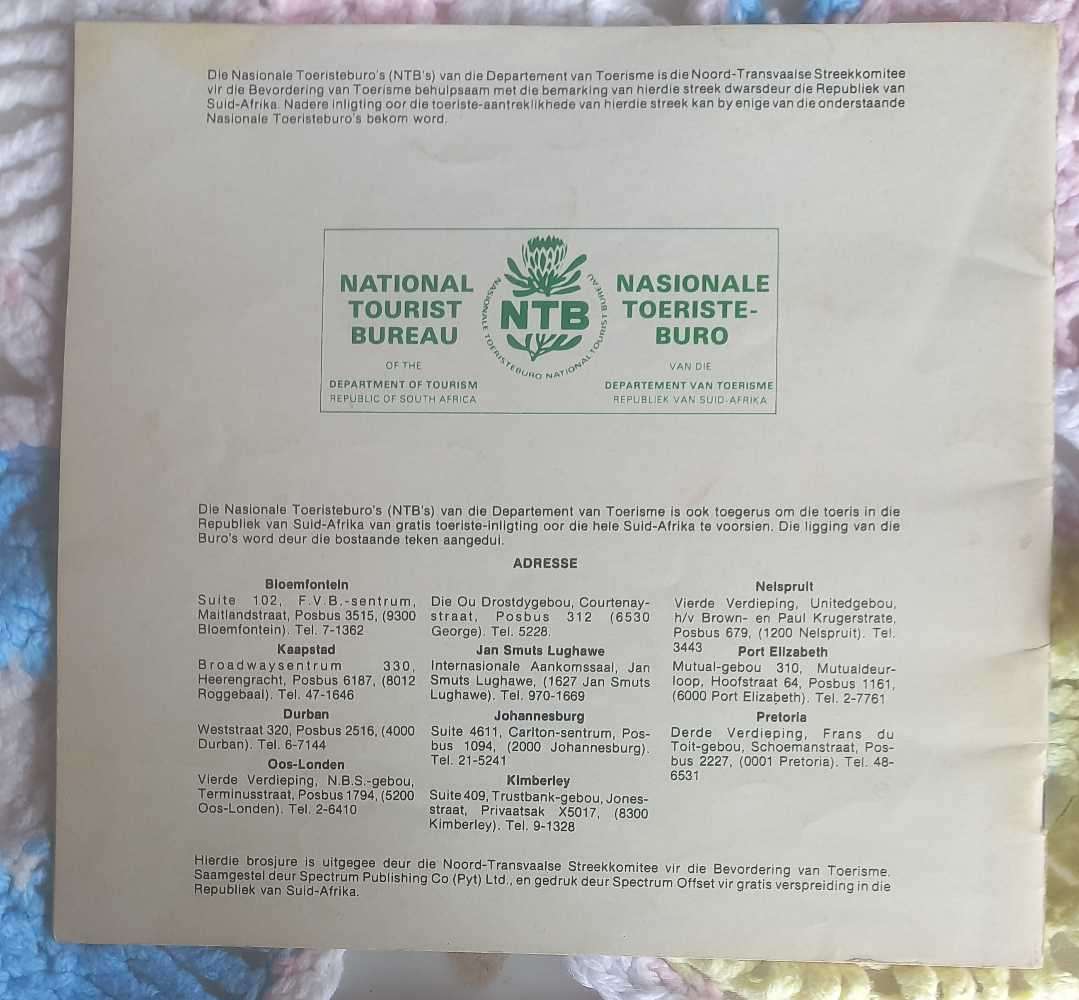 Die Nasionale Toeristeburo's (NTB's) van die Departement van Toerisme is die Noord-Transvaalse Streekkomitee
vir die Bevordering van Toerisme behulpsaam met die bemarking van hierdie streek dwarsdeur die Republiek van
Suid-Afrika. Nadere inligting oor die toeriste-aantreklikhede van hierdie streek kan by enige van die onderstaande
Nasionale Toeristeburo's bekom word.
NATIONAL
TOURIST
BUREAU
OF THE
DEPARTMENT OF TOURISM
REPUBLIC OF SOUTH AFRICA
NTB
NASIONALE TOERISTEBURO NATIONAL TOURIST BUREAU
NASIONALE
TOERISTE-
BURO
VAN DIE
DEPARTEMENT VAN TOERISME
REPUBLIEK VAN SUID-AFRIKA
Die Nasionale Toeristeburo's (NTB's) van die Departement van Toerisme is ook toegerus om die toeris in die
Republiek van Suid-Afrika van gratis toeriste-inligting oor die hele Suid-Afrika te voorsien. Die ligging van die
Buro's word deur die bostaande teken aangedui.
ADRESSE
Bloemfontein
Suite 102, F.V.B.-sentrum,
Maitlandstraat, Posbus 3515, (9300
Bloemfontein). Tel. 7-1362
Kaapstad
Broadwaysentrum 330,
Heerengracht, Posbus 6187, (8012
Roggebaai). Tel. 47-1646
Durban
Weststraat 320, Posbus 2516, (4000
Durban). Tel. 6-7144
Oos-Londen
Vierde Verdieping, N.B.S.-gebou,
Terminusstraat, Posbus 1794, (5200
Oos-Londen). Tel. 2-6410
Die Ou Drostdygebou, Courtenay-
straat, Posbus 312 (6530
George). Tel. 5228.
Jan Smuts Lughawe
Internasionale Aankomssaal, Jan
Smuts Lughawe, (1627 Jan Smuts
Lughawe). Tel. 970-1669
Johannesburg
Suite 4611, Carlton-sentrum, Pos-
bus 1094, (2000 Johannesburg).
Tel. 21-5241
Kimberley
Suite 409, Trustbank-gebou, Jones-
straat, Privaatsak X5017, (8300
Kimberley). Tel. 9-1328
Nelspruit
Vierde Verdieping, Unitedgebou,
h/v Brown- en Paul Krugerstrate,
Posbus 679, (1200 Nelspruit). Tel.
3443
Port Elizabeth
Mutual-gebou 310, Mutualdeur-
loop, Hoofstraat 64, Posbus 1161,
(6000 Port Elizabeth). Tel. 2-7761
Pretoria
Derde Verdieping, Frans du
Toit-gebou, Schoemanstraat, Pos-
bus 2227, (0001 Pretoria). Tel. 48-
6531
Hierdie brosjure is uitgegee deur die Noord-Transvaalse Streekkomitee vir die Bevordering van Toerisme.
Saamgestel deur Spectrum Publishing Co (Pyt) Ltd., en gedruk deur Spectrum Offset vir gratis verspreiding in die
Republiek van Suid-Afrika.